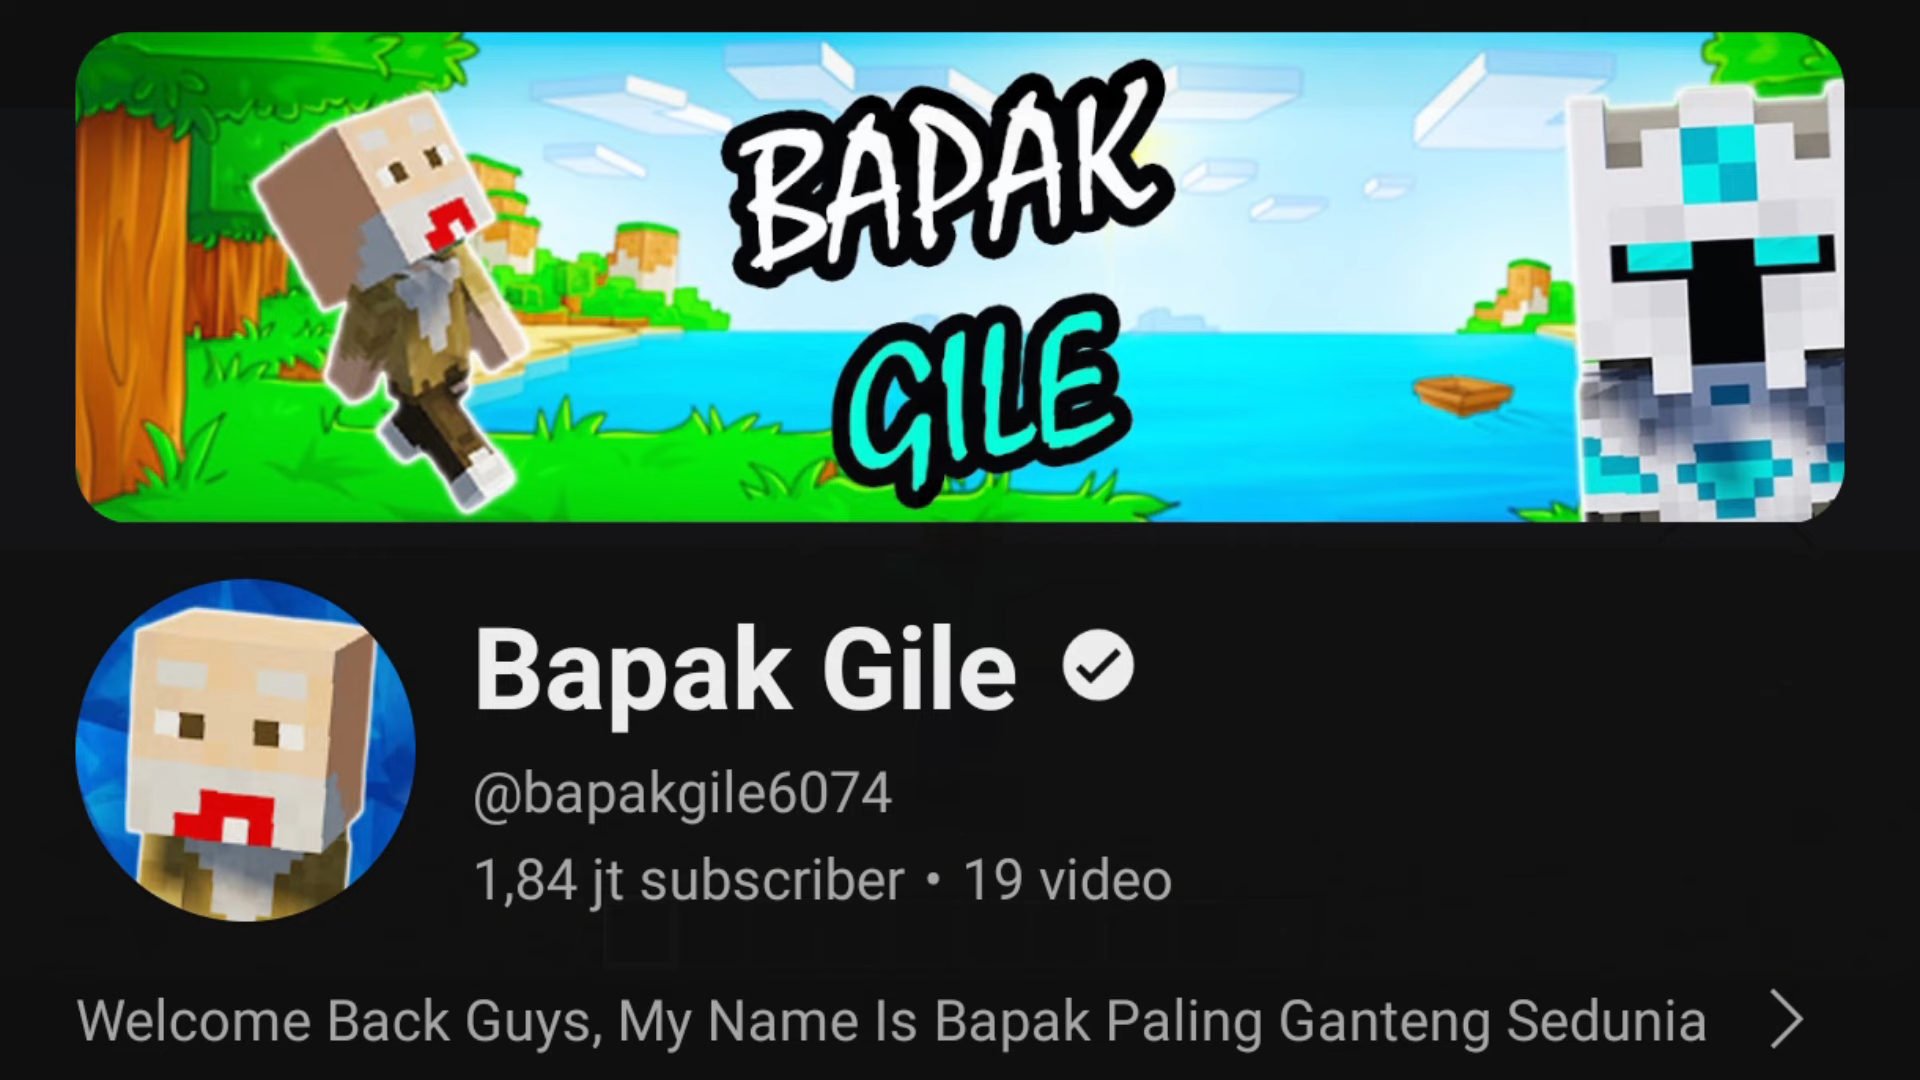 BAPAK
GILE
Bapak Gile
@bapakgile6074
1,84 jt subscriber • 19 video
Welcome Back Guys, My Name Is Bapak Paling Ganteng Sedunia